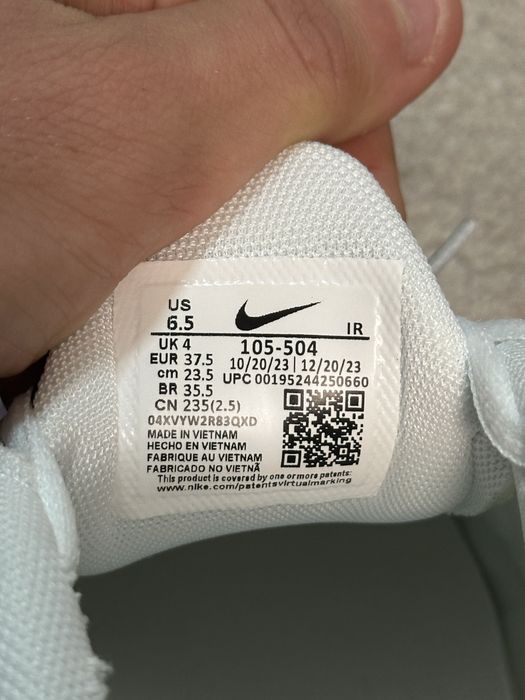 US
6.5
IR
UK 4
EUR 37.5
cm 23.5
BR 35.5
CN 235(2.5)
105-504
10/20/23 | 12/20/23
UPC 00195244250660
04XVYW2R83QXD
MADE IN VIETNAM
HECHO EN VIETNAM
FABRIQUE AU VIETNAM
FABRICADO NO VIETNÃ
This product is covered by one or more patents:
www.nike.com/patentsvirtualmarking